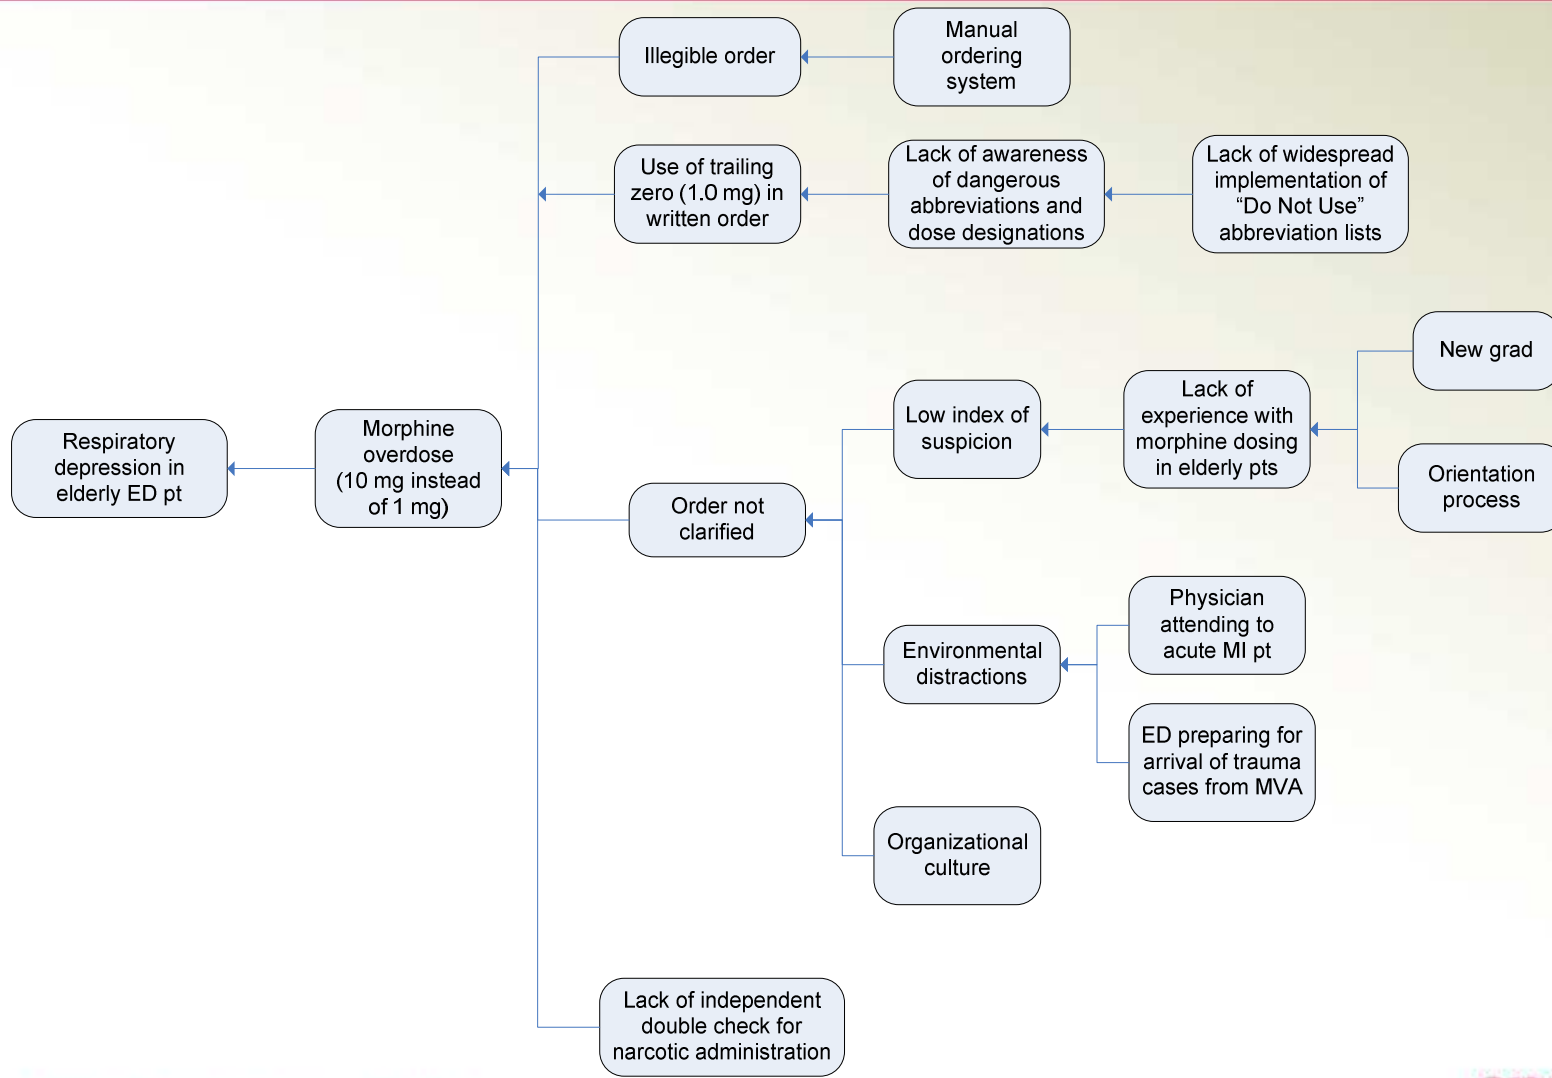 Illegible order
Manual
ordering
system
Use of trailing
zero (1.0 mg) in
written order
Lack of awareness
of dangerous
abbreviations and
dose designations
Lack of widespread
implementation of
“Do Not Use”
abbreviation lists
Respiratory
depression in
elderly ED pt
Morphine
overdose
(10 mg instead
of 1 mg)
Order not
clarified
Low index of
suspicion
Lack of
experience with
morphine dosing
in elderly pts
New grad
Orientation
process
Environmental
distractions
Physician
attending to
acute MI pt
ED preparing for
arrival of trauma
cases from MVA
Organizational
culture
Lack of independent
double check for
narcotic administration